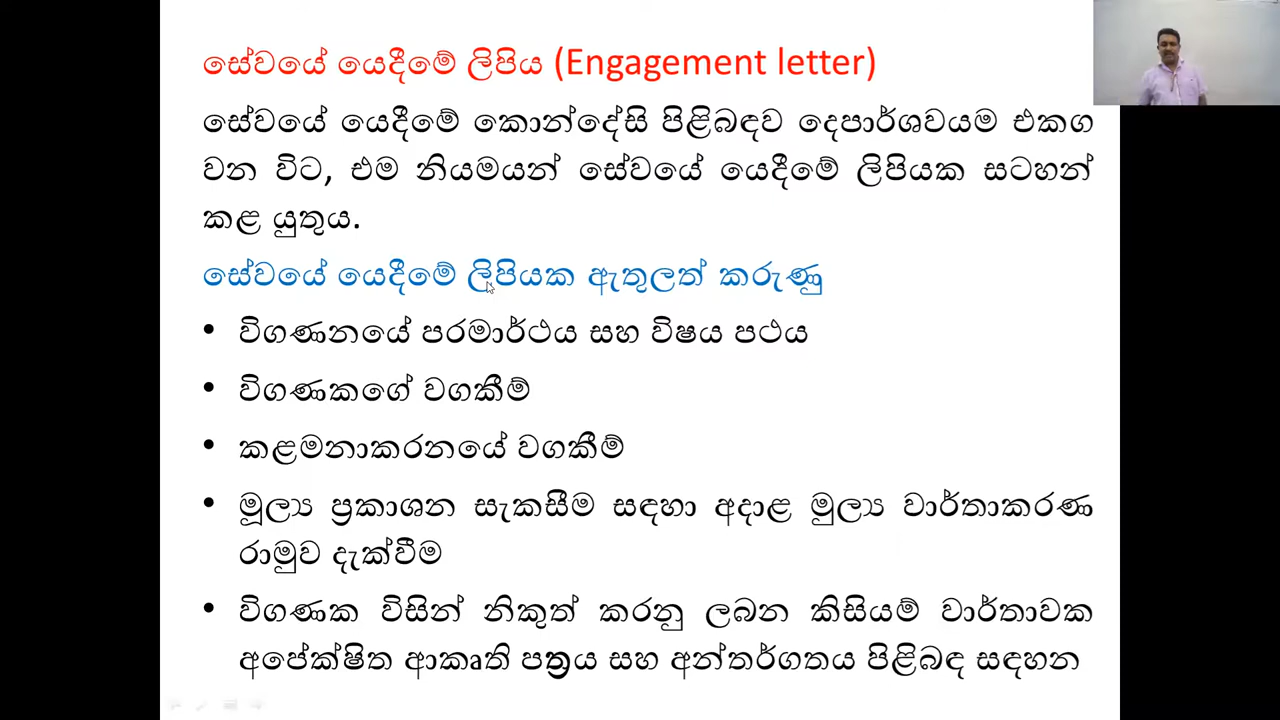 සේවයේ යෙදීමේ ලිපිය (Engagement letter)
සේවයේ යෙදීමේ කොන්දේසි පිළිබඳව දෙපාර්ශවයම එකග
වන විට, එම නියමයන් සේවයේ යෙදීමේ ලිපියක සටහන්
කළ යුතුය.
සේවයේ යෙදීමේ ලිපියක ඇතුලත් කරුණු
• විගණනයේ පරමාර්ථය සහ විෂය පථය
• විගණකගේ වගකීම්
• කළමනාකරනයේ වගකීම්
• මූල්‍ය ප්‍රකාශන සැකසීම සඳහා අදාළ මුල්‍ය වාර්තාකරණ
රාමුව දැක්වීම
• විගණක විසින් නිකුත් කරනු ලබන කිසියම් වාර්තාවක
අපේක්ෂිත ආකෘති පත්‍රය සහ අන්තර්ගතය පිළිබඳ සඳහන